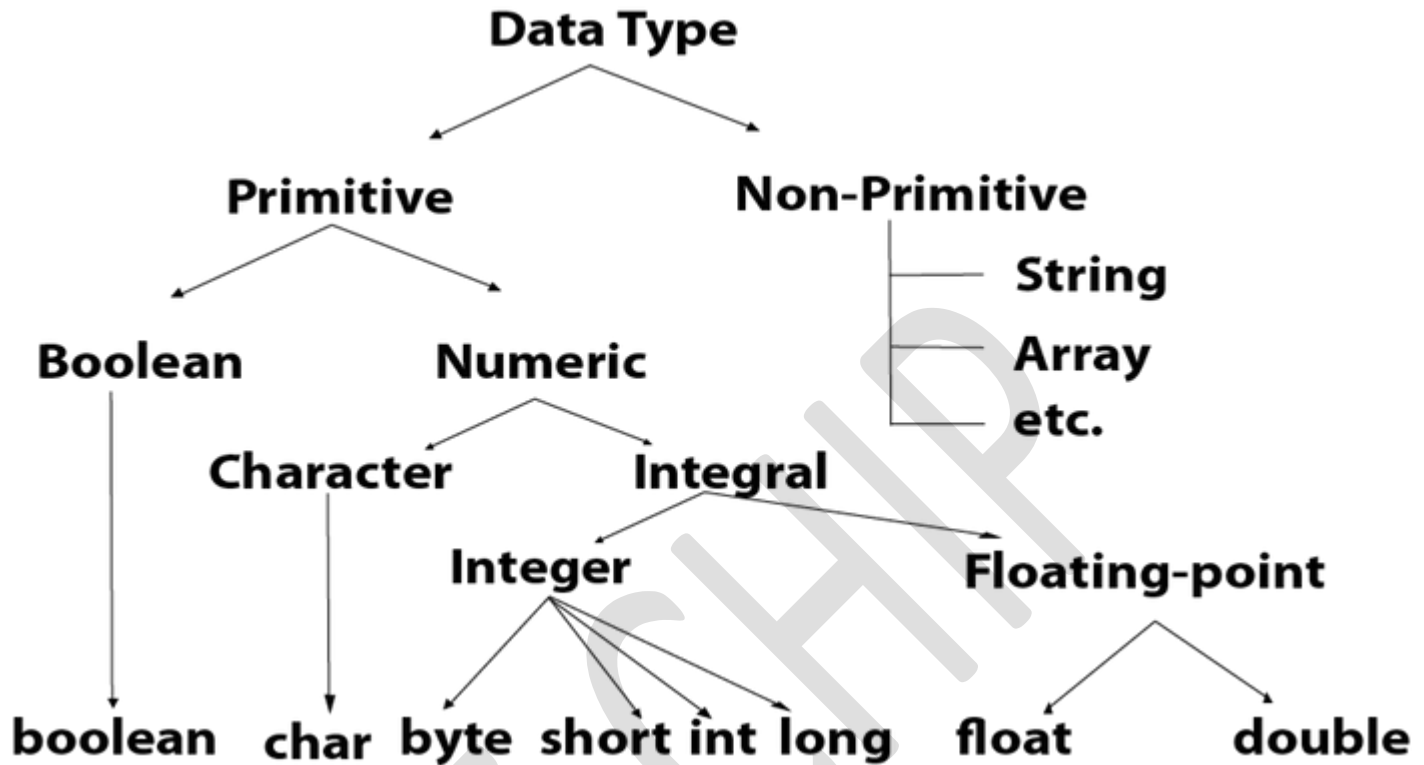 Data Type
Primitive
Non-Primitive
String
Array
etc.
Boolean
Numeric
Character
Integral
Integer
Floating-point
boolean
char
byte
short
int
long
float
double